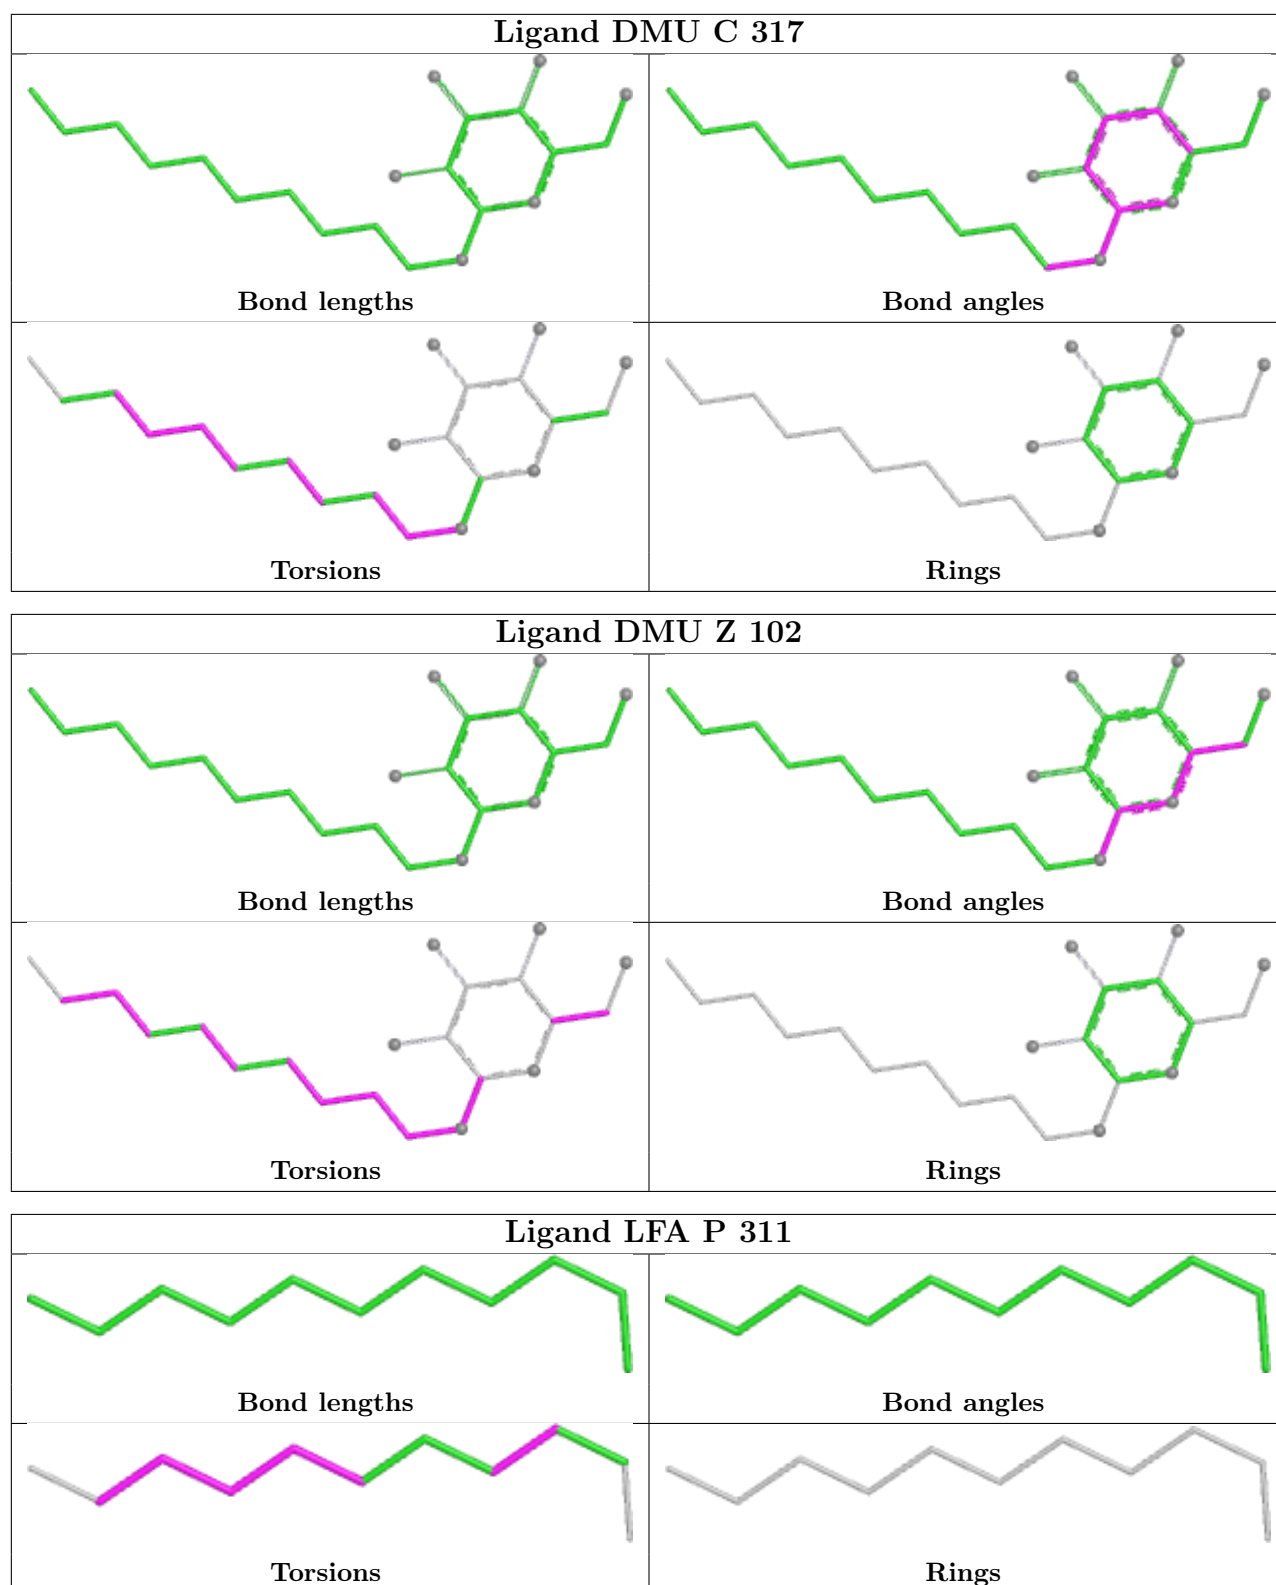 Ligand DMU C 317
Bond lengths
Bond angles
Torsions
Rings
Ligand DMU Z 102
Bond lengths
Bond angles
Torsions
Rings
Ligand LFA P 311
Bond lengths
Bond angles
Torsions
Rings